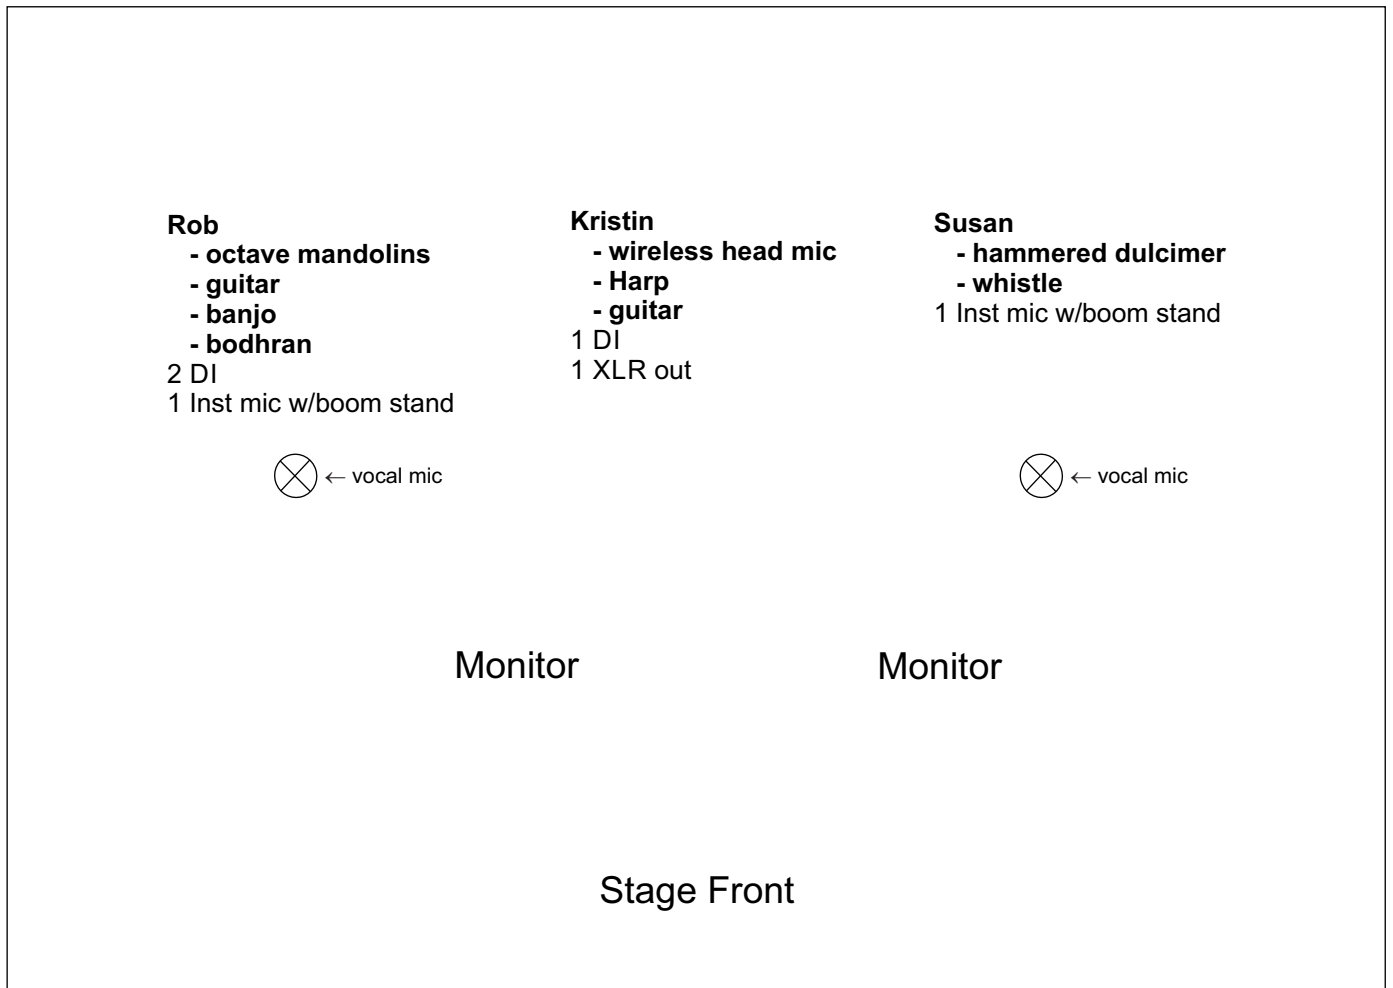 Rob
- octave mandolins
- guitar
- banjo
- bodhran
2 DI
1 Inst mic w/boom stand
← vocal mic
Kristin
- wireless head mic
- Harp
- guitar
1 DI
1 XLR out
Susan
- hammered dulcimer
- whistle
1 Inst mic w/boom stand
← vocal mic
Monitor
Monitor
Stage Front